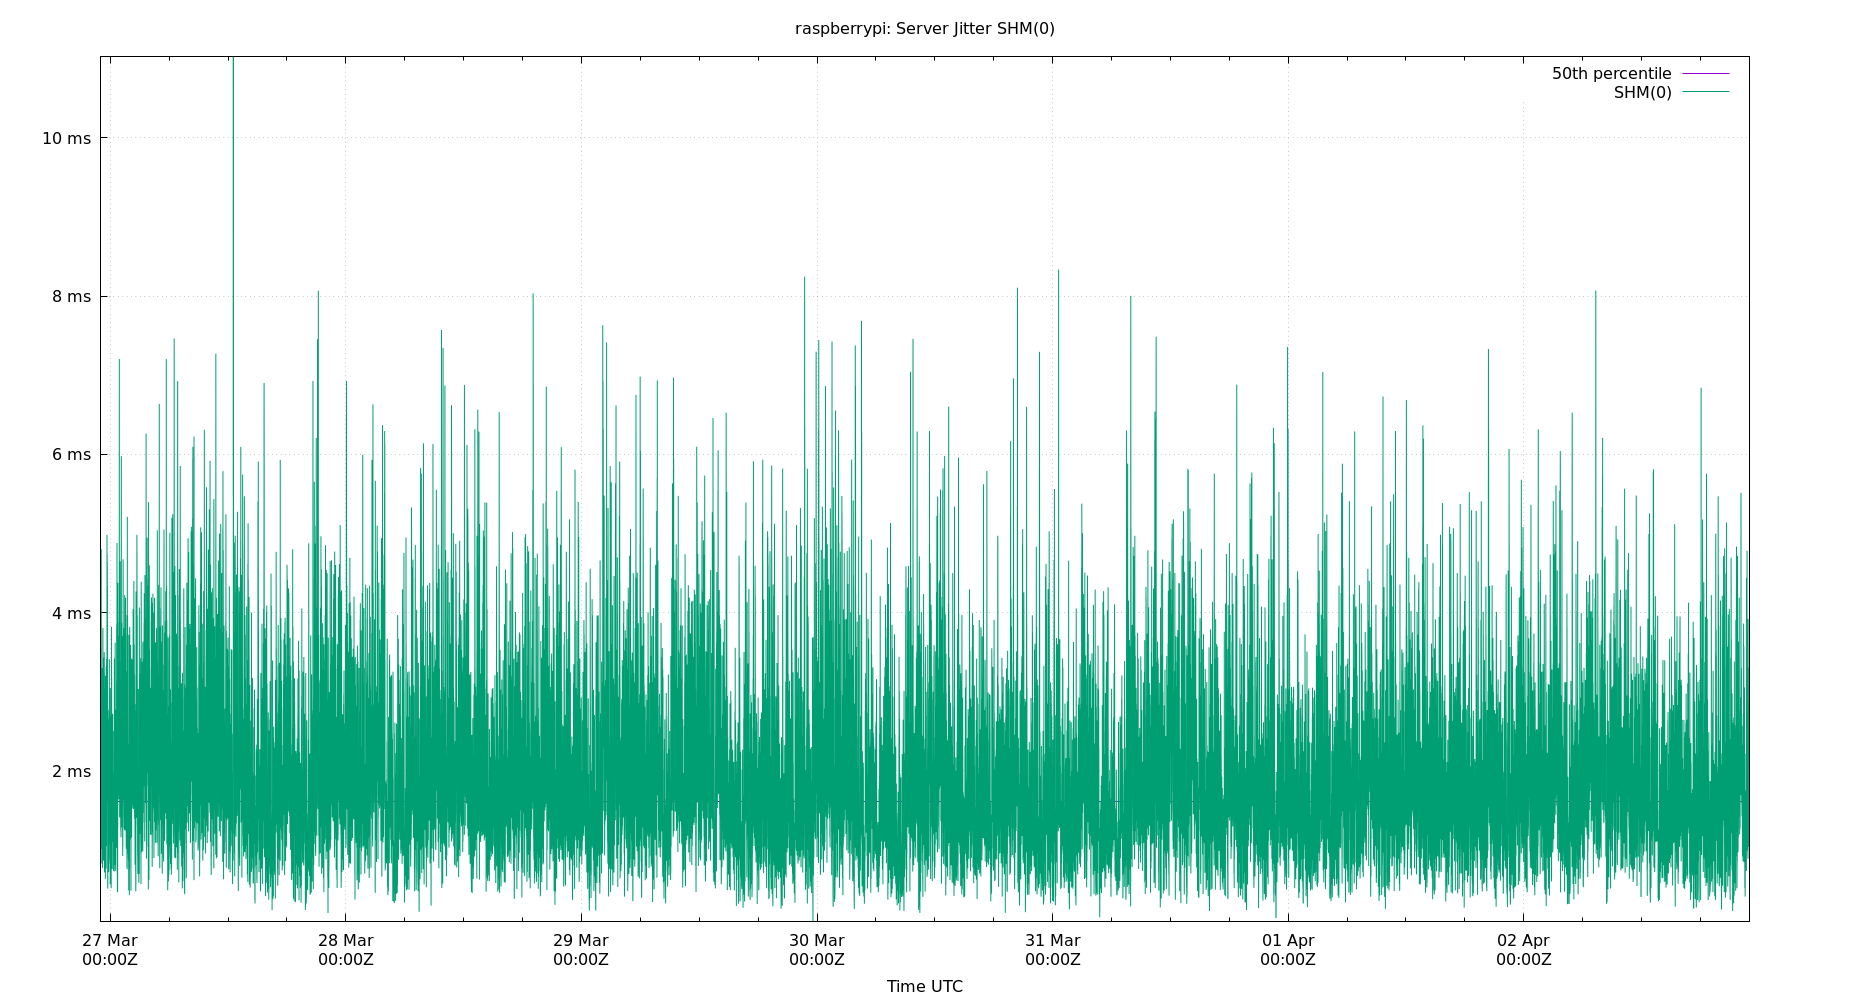 raspberrypi: Server Jitter SHM(0)
50th percentile
SHM(0)
10 ms
8 ms
6 ms
4 ms
2 ms
27 Mar 28 Mar 29 Mar 30 Mar 31 Mar 01 Apr 02 Apr
00:00Z 00:00Z 00:00Z 00:00Z 00:00Z 00:00Z 00:00Z
Time UTC